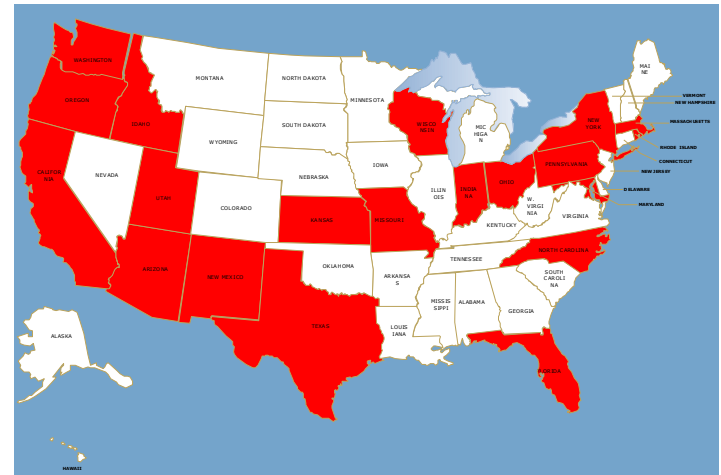 WASHINGTON
MONTANA
NORTH DAKOTA
MINNESOTA
MAI
NE
VERMONT
NEW HAMPSHIRE
OREGON
IDAHO
SOUTH DAKOTA
WISCO
NSIN
MIC
HIGA
N
NEW
YORK
MASSACHUSETTS
WYOMING
RHODE ISLAND
CONNECTICUT
NEVADA
NEBRASKA
IOWA
PENNSYLVANIA
NEW JERSEY
CALIFOR
NIA
UTAH
COLORADO
KANSAS
MISSOURI
ILLIN
OIS
INDIA
NA
OHIO
W.
VIRGI
NIA
VIRGINIA
DELAWARE
MARYLAND
KENTUCKY
ARIZONA
NEW MEXICO
OKLAHOMA
ARKANSA
S
TENNESSEE
NORTH CAROLINA
SOUTH
CAROLI
NA
TEXAS
LOUIS
IANA
MISSIS
SIPPI
ALABAMA
GEORGIA
ALASKA
FLORIDA
HAWAII